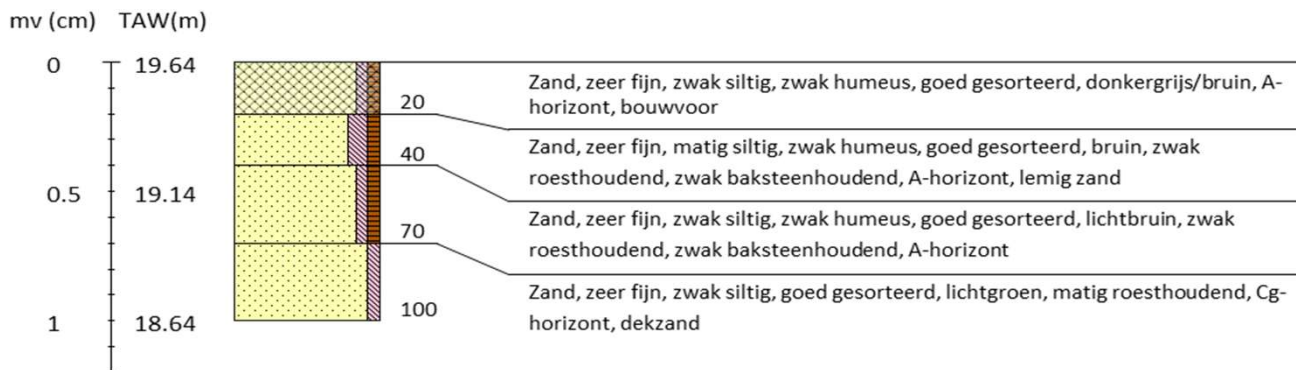 mv (cm) TAW(m)
0 19.64
Zand, zeer fijn, zwak siltig, zwak humeus, goed gesorteerd, donkergrijs/bruin, A-
horizont, bouwvoor
20
Zand, zeer fijn, matig siltig, zwak humeus, goed gesorteerd, bruin, zwak
roesthoudend, zwak baksteenhoudend, A-horizont, lemig zand
40
0.5 19.14
Zand, zeer fijn, zwak siltig, zwak humeus, goed gesorteerd, lichtbruin, zwak
roesthoudend, zwak baksteenhoudend, A-horizont
70
Zand, zeer fijn, zwak siltig, goed gesorteerd, lichtgroen, matig roesthoudend, Cg-
horizont, dekzand
100
1 18.64